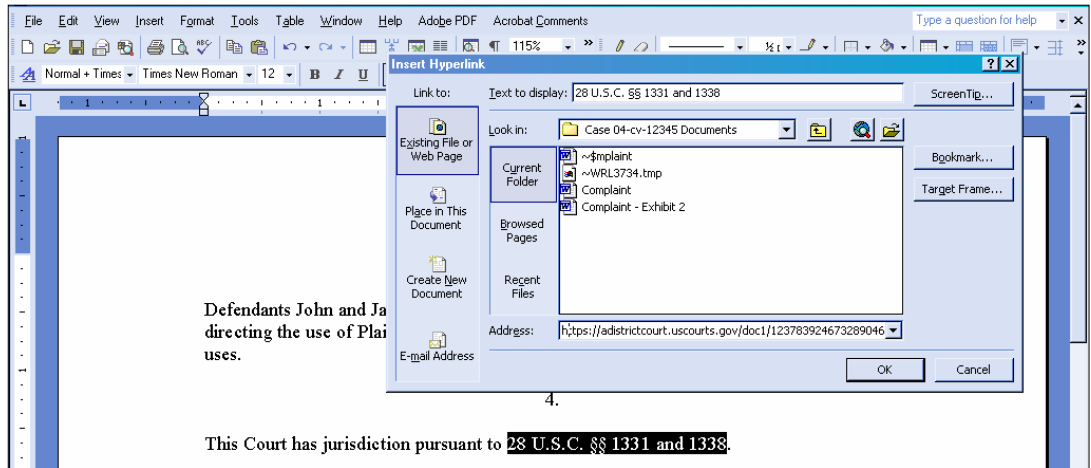 File Edit View Insert Format Tools Table Window Help Adobe PDF Acrobat Comments Type a question for help
115%
Normal + Times Times New Roman 12 B I U
Insert Hyperlink
Link to: Text to display: 28 U.S.C. §§ 1331 and 1338 ScreenTip...
Existing File or Web Page
Look in: Case 04-cv-12345 Documents
Current Folder
~$mplaint
~WRL3734.tmp
Complaint
Complaint - Exhibit 2
Bookmark...
Target Frame...
Place in This Document
Browsed Pages
Create New Document
Recent Files
Address: https://adistrictcourt.uscourts.gov/doc1/123783924673289046
E-mail Address
OK Cancel
Defendants John and Ja
directing the use of Plai
uses.
4.
This Court has jurisdiction pursuant to 28 U.S.C. §§ 1331 and 1338.